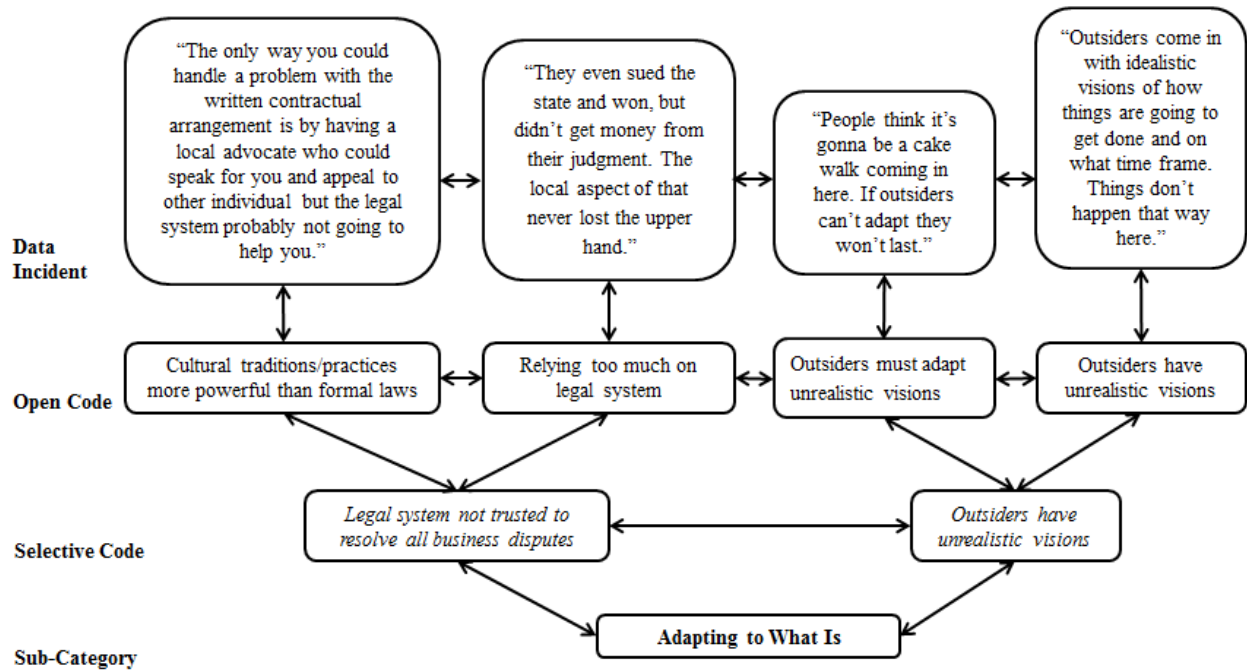 “The only way you could
handle a problem with the
written contractual
arrangement is by having a
local advocate who could
speak for you and appeal to
other individual but the legal
system probably not going to
help you.”
“They even sued the
state and won, but
didn’t get money from
their judgment. The
local aspect of that
never lost the upper
hand.”
“People think it’s
gonna be a cake
walk coming in
here. If outsiders
can’t adapt they
won’t last.”
“Outsiders come in
with idealistic
visions of how
things are going to
get done and on
what time frame.
Things don’t
happen that way
here.”
Data
Incident
Cultural traditions/practices
more powerful than formal laws
Relying too much on
legal system
Outsiders must adapt
unrealistic visions
Outsiders have
unrealistic visions
Open Code
Legal system not trusted to
resolve all business disputes
Outsiders have
unrealistic visions
Selective Code
Adapting to What Is
Sub-Category